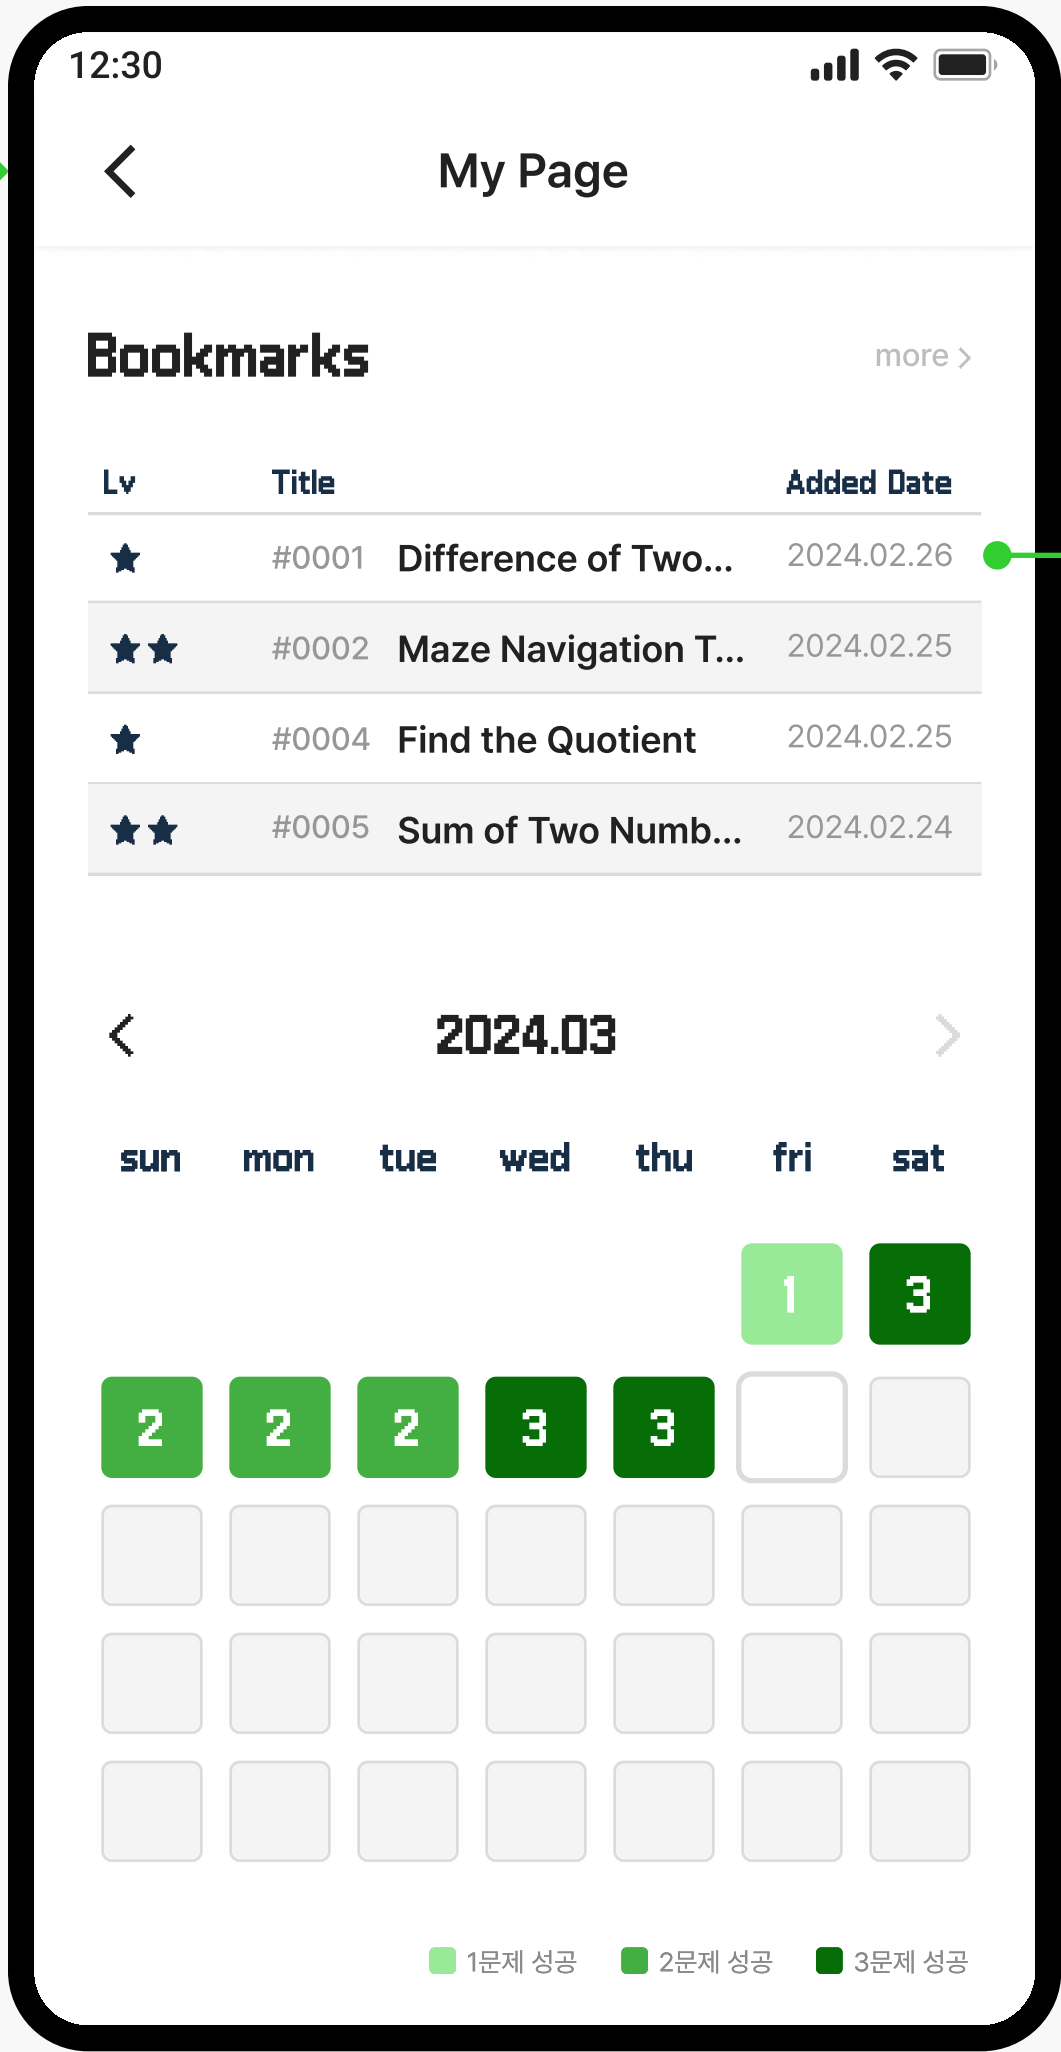 12:30
My Page
Bookmarks more
Lv Title Added Date
#0001 Difference of Two... 2024.02.26
#0002 Maze Navigation T... 2024.02.25
#0004 Find the Quotient 2024.02.25
#0005 Sum of Two Numb... 2024.02.24
2024.03
sun mon tue wed thu fri sat
1 3
2 2 2 3 3
1문제 성공 2문제 성공 3문제 성공